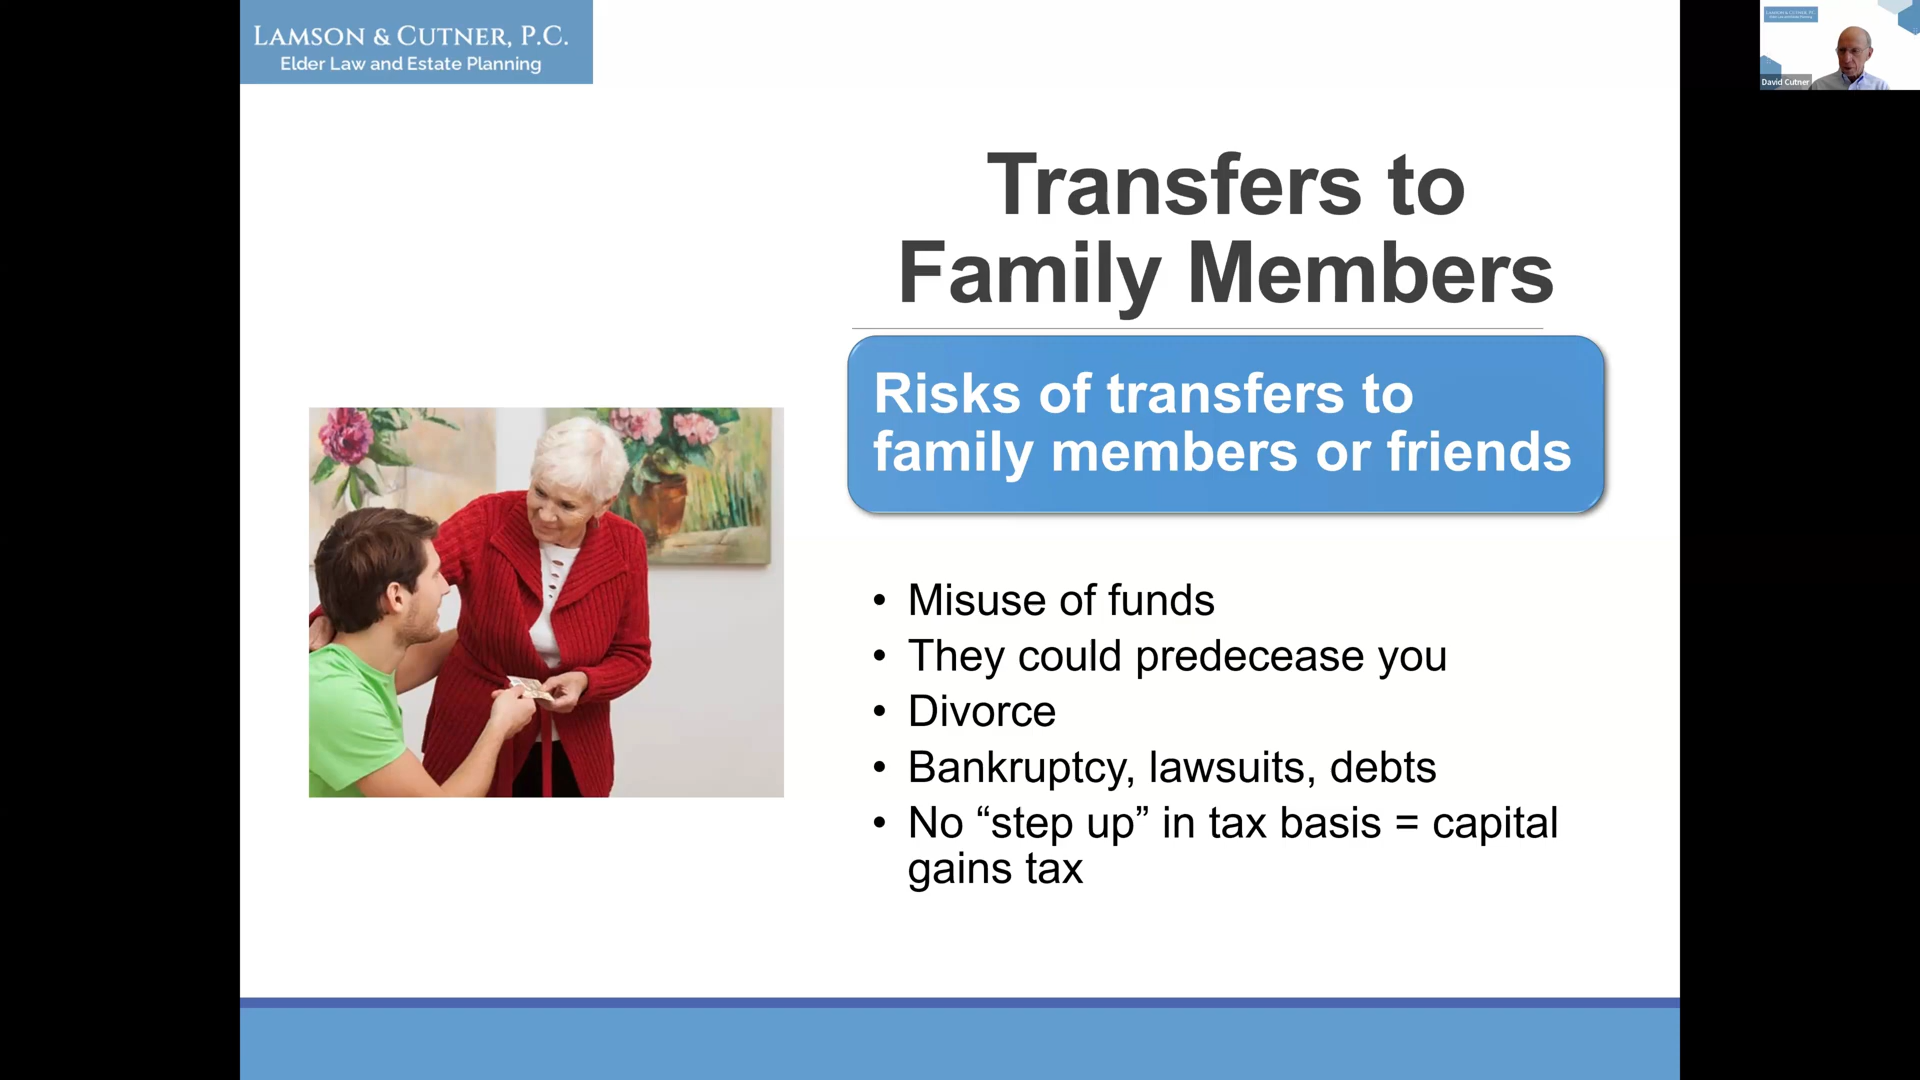 LAMSON & CUTNER, P.C.
Elder Law and Estate Planning
David Cutner
Transfers to
Family Members
Risks of transfers to
family members or friends
• Misuse of funds
• They could predecease you
• Divorce
• Bankruptcy, lawsuits, debts
• No “step up” in tax basis = capital
gains tax